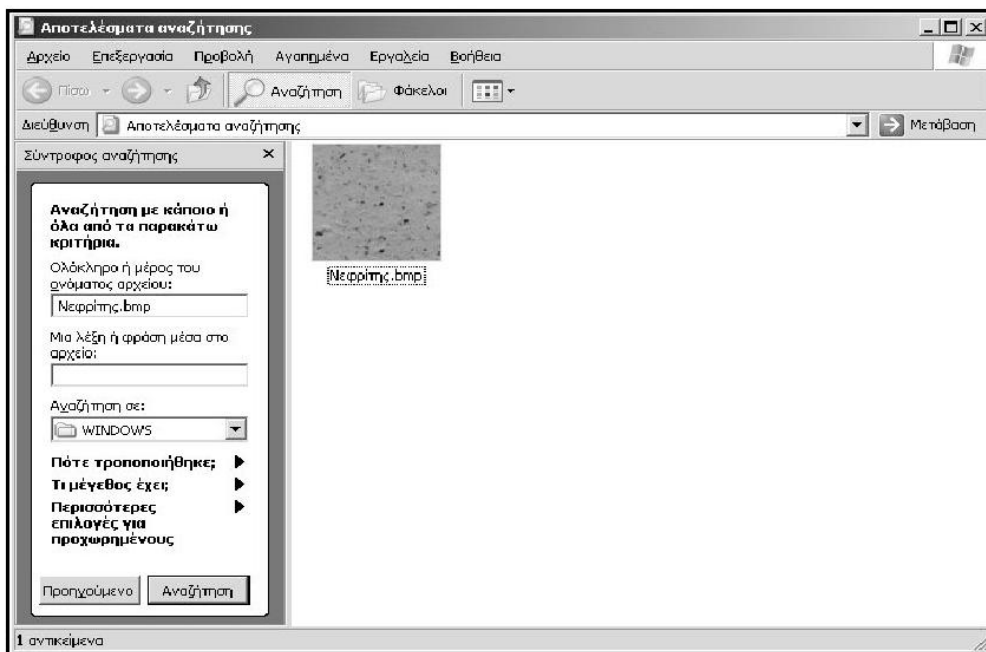 Αποτελέσματα αναζήτησης
Αρχείο Επεξεργασία Προβολή Αγαπημένα Εργαλεία Βοήθεια
Πίσω Αναζήτηση Φάκελοι
Διεύθυνση Αποτελέσματα αναζήτησης Μετάβαση
Σύντροφος αναζήτησης
Αναζήτηση με κάποιο ή
όλα από τα παρακάτω
κριτήρια.
Ολόκληρο ή μέρος του
ονόματος αρχείου:
Νεφρίτης.bmp
Μια λέξη ή φράση μέσα στο
αρχείο:
Αναζήτηση σε:
WINDOWS
Πότε τροποποιήθηκε;
Τι μέγεθος έχει;
Περισσότερες
επιλογές για
προχωρημένους
Προηγούμενο Αναζήτηση
Νεφρίτης.bmp
1 αντικείμενα